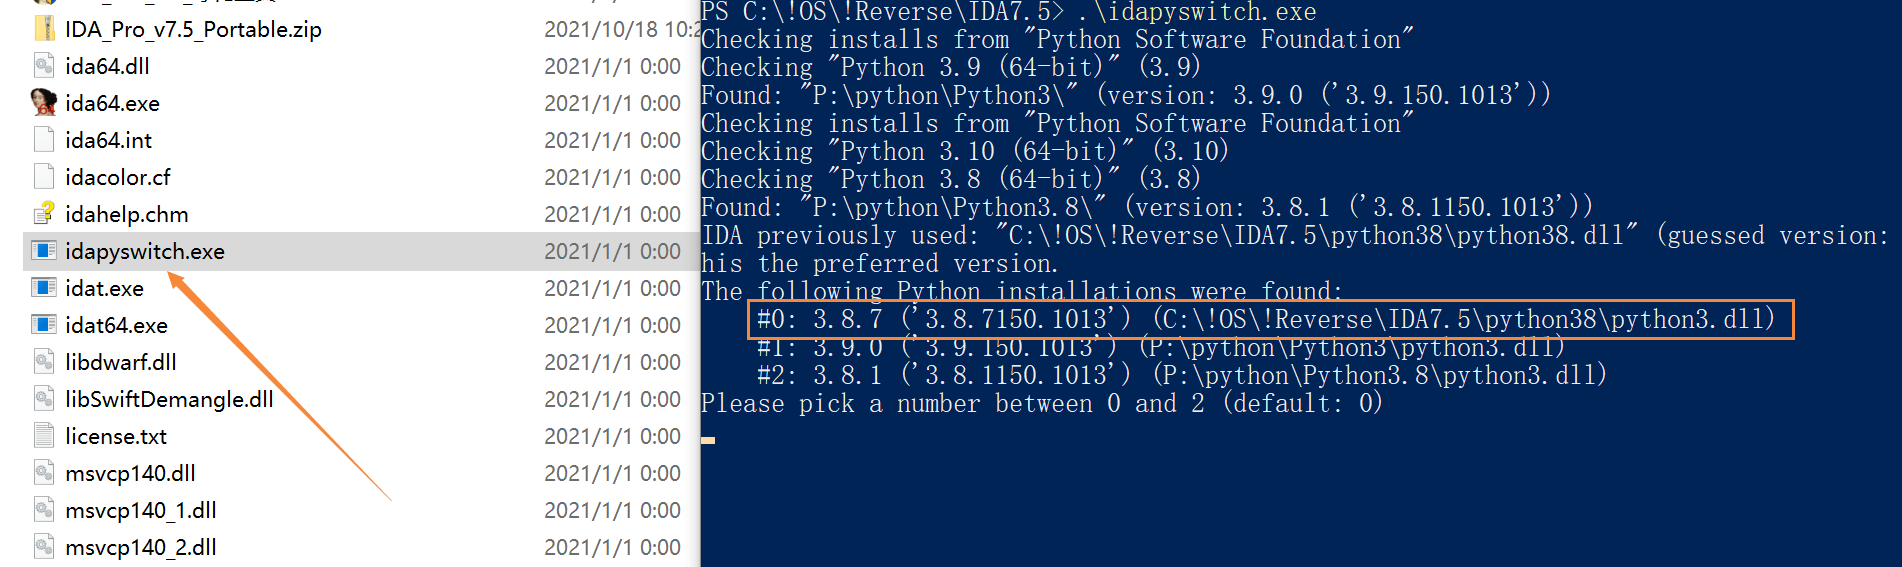 IDA_Pro_v7.5_Portable.zip 2021/10/18 10:2
ida64.dll 2021/1/1 0:00
ida64.exe 2021/1/1 0:00
ida64.int 2021/1/1 0:00
idacolor.cf 2021/1/1 0:00
idahelp.chm 2021/1/1 0:00
idapyswitch.exe 2021/1/1 0:00
idat.exe 2021/1/1 0:00
idat64.exe 2021/1/1 0:00
libdwarf.dll 2021/1/1 0:00
libSwiftDemangle.dll 2021/1/1 0:00
license.txt 2021/1/1 0:00
msvcp140.dll 2021/1/1 0:00
msvcp140_1.dll 2021/1/1 0:00
msvcp140_2.dll 2021/1/1 0:00
PS C:\!OS\!Reverse\IDA7.5> .\idapyswitch.exe
Checking installs from "Python Software Foundation"
Checking "Python 3.9 (64-bit)" (3.9)
Found: "P:\python\Python3\" (version: 3.9.0 ('3.9.150.1013'))
Checking installs from "Python Software Foundation"
Checking "Python 3.10 (64-bit)" (3.10)
Checking "Python 3.8 (64-bit)" (3.8)
Found: "P:\python\Python3.8\" (version: 3.8.1 ('3.8.1150.1013'))
IDA previously used: "C:\!OS\!Reverse\IDA7.5\python38\python38.dll" (guessed version:
his the preferred version.
The following Python installations were found:
#0: 3.8.7 ('3.8.7150.1013') (C:\!OS\!Reverse\IDA7.5\python38\python3.dll)
#1: 3.9.0 ('3.9.150.1013') (P:\python\Python3\python3.dll)
#2: 3.8.1 ('3.8.1150.1013') (P:\python\Python3.8\python3.dll)
Please pick a number between 0 and 2 (default: 0)